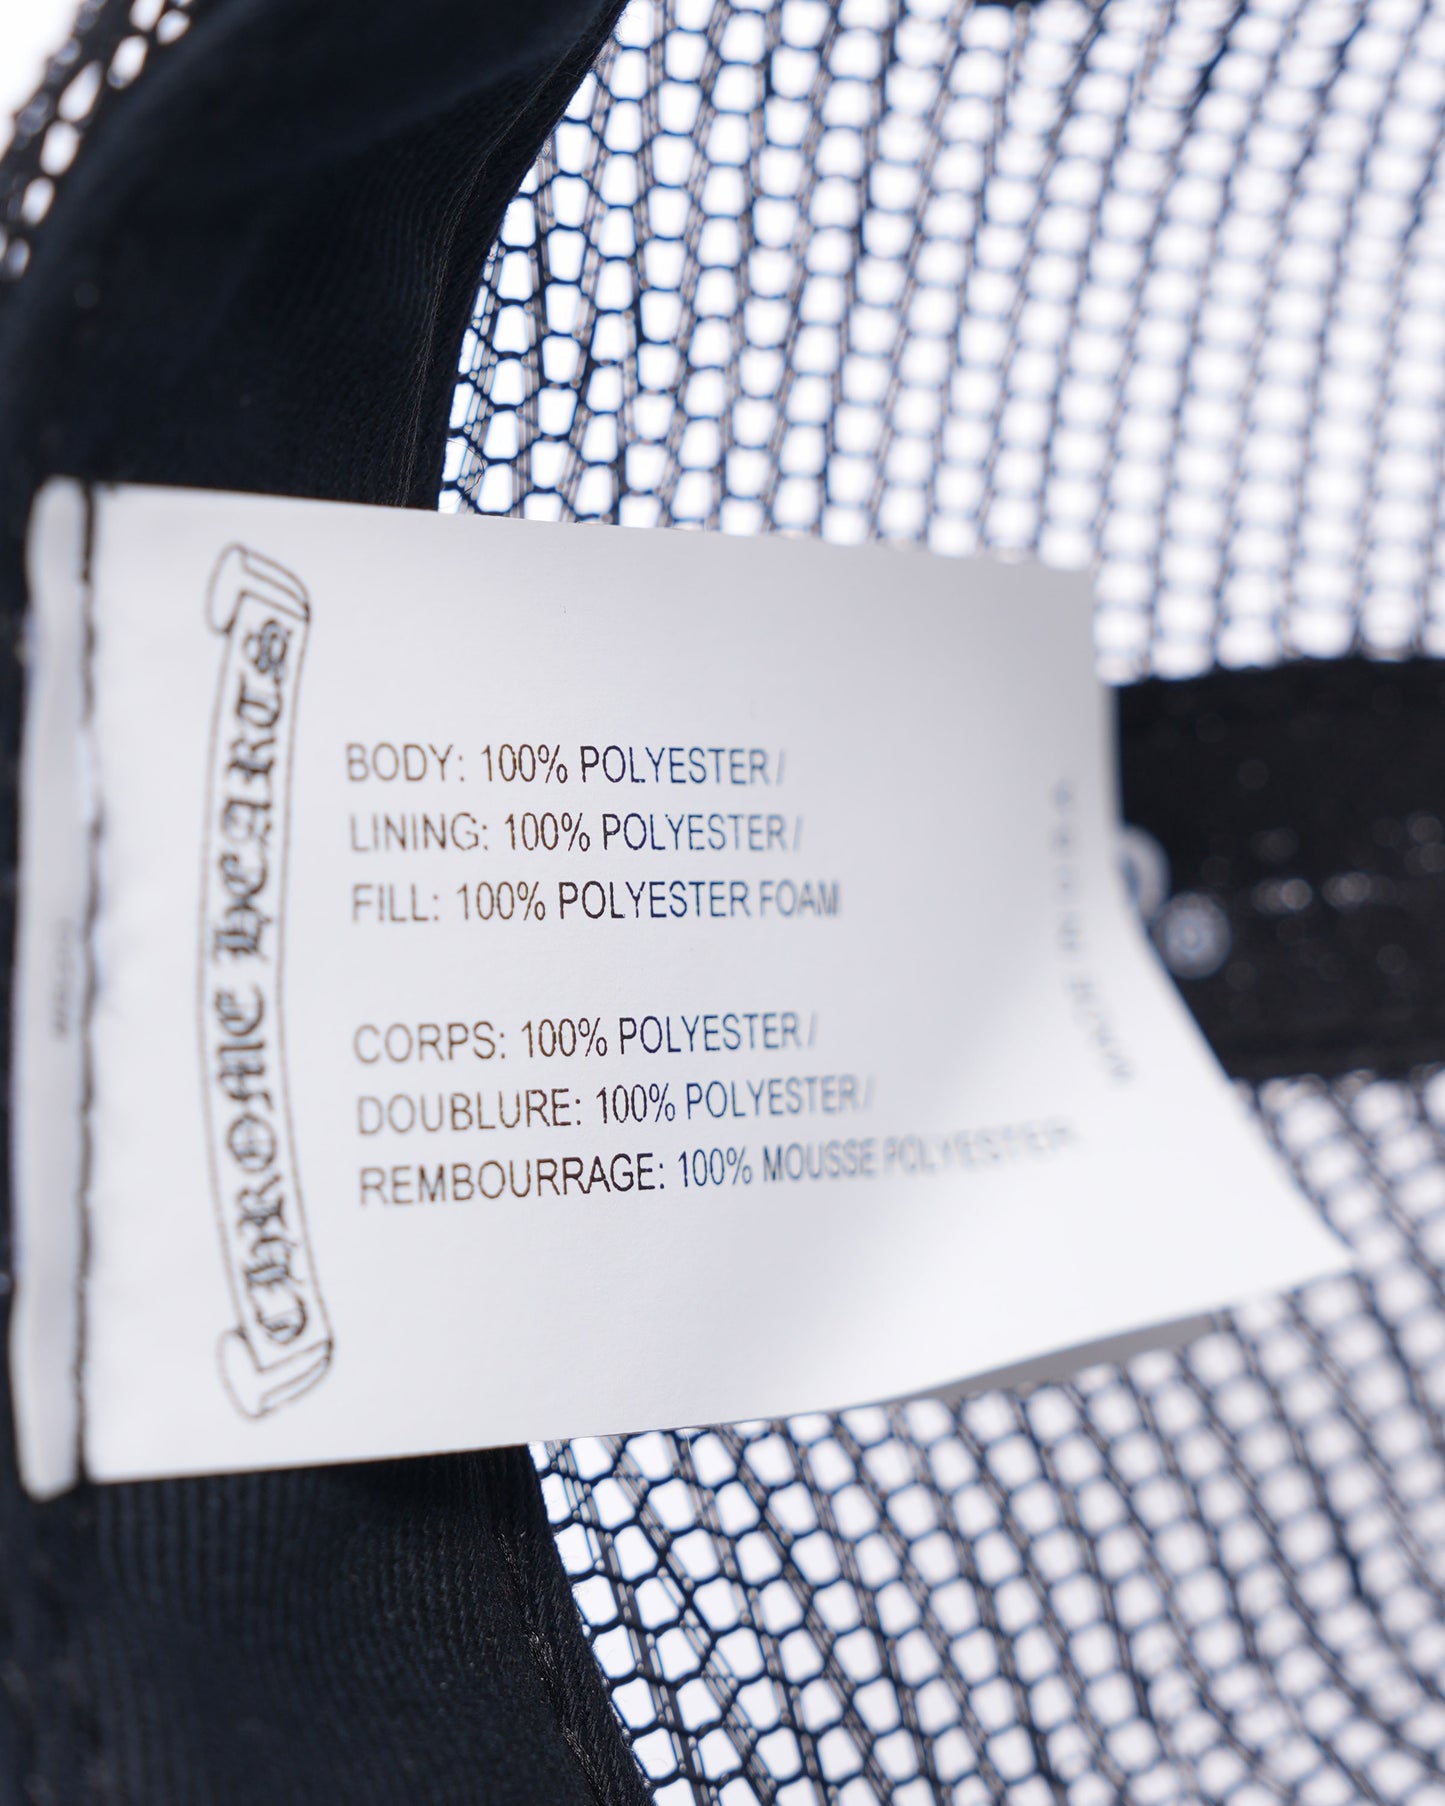 CHROME HEARTS
BODY: 100% POLYESTER/
LINING: 100% POLYESTER/
FILL: 100% POLYESTER FOAM
CORPS: 100% POLYESTER/
DOUBLURE: 100% POLYESTER/
REMBOURRAGE: 100% MOUSSE POLYESTER